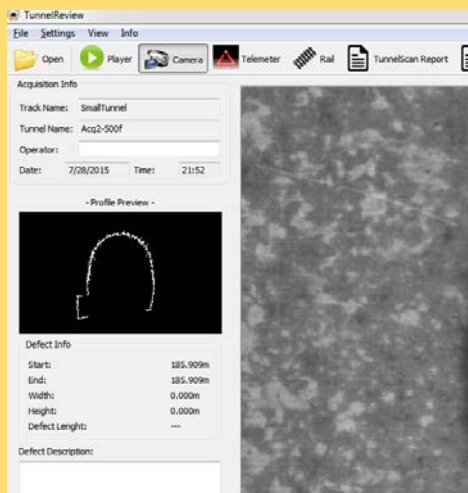 TunnelReview
File Settings View Info
Open Player Camera Telemeter Rail TunnelScan Report
Acquisition Info
Track Name: SmallTunnel
Tunnel Name: Acq2-500f
Operator:
Date: 7/28/2015 Time: 21:52
- Profile Preview -
Defect Info
Start: 185.909m
End: 185.909m
Width: 0.000m
Height: 0.000m
Defect Lenght: ---
Defect Description: